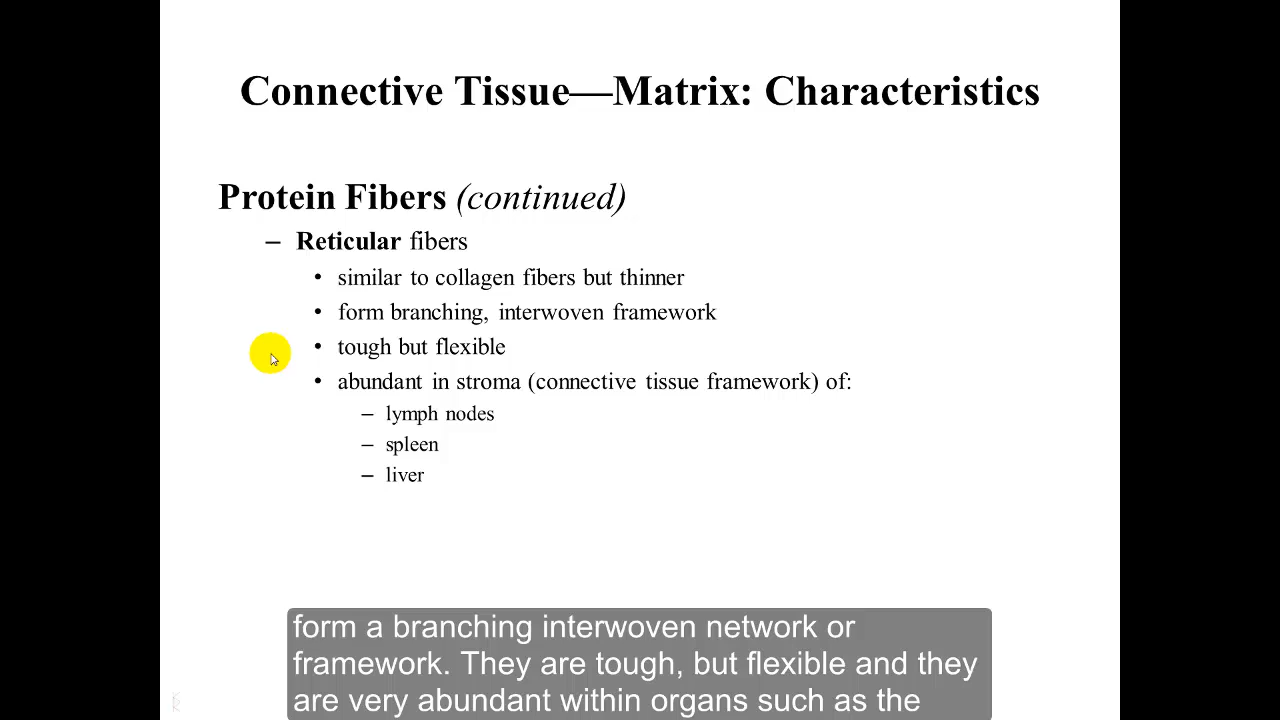 Connective Tissue—Matrix: Characteristics
Protein Fibers (continued)
– Reticular fibers
• similar to collagen fibers but thinner
• form branching, interwoven framework
• tough but flexible
• abundant in stroma (connective tissue framework) of:
– lymph nodes
– spleen
– liver
form a branching interwoven network or
framework. They are tough, but flexible and they
are very abundant within organs such as the